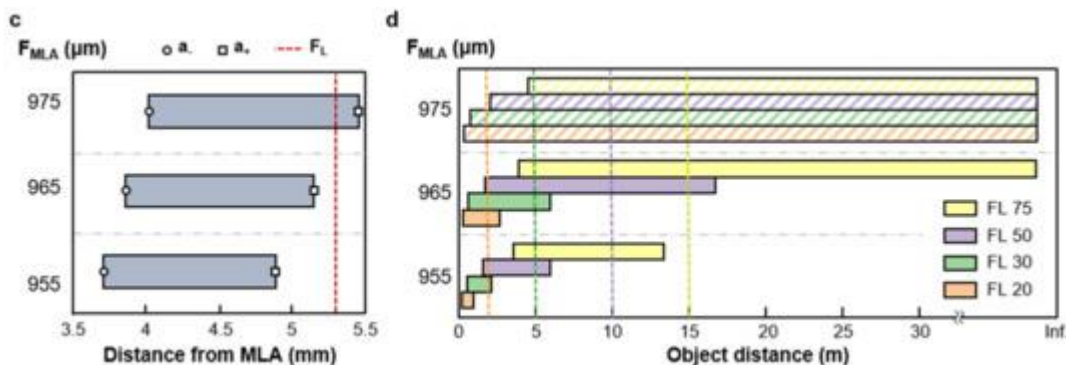 c
F_MLA (µm)
a₋
a₊
F_L
975
965
955
3.5
4
4.5
5
5.5
Distance from MLA (mm)
d
F_MLA (µm)
975
965
955
FL 75
FL 50
FL 30
FL 20
0
5
10
15
20
25
30
Inf.
Object distance (m)